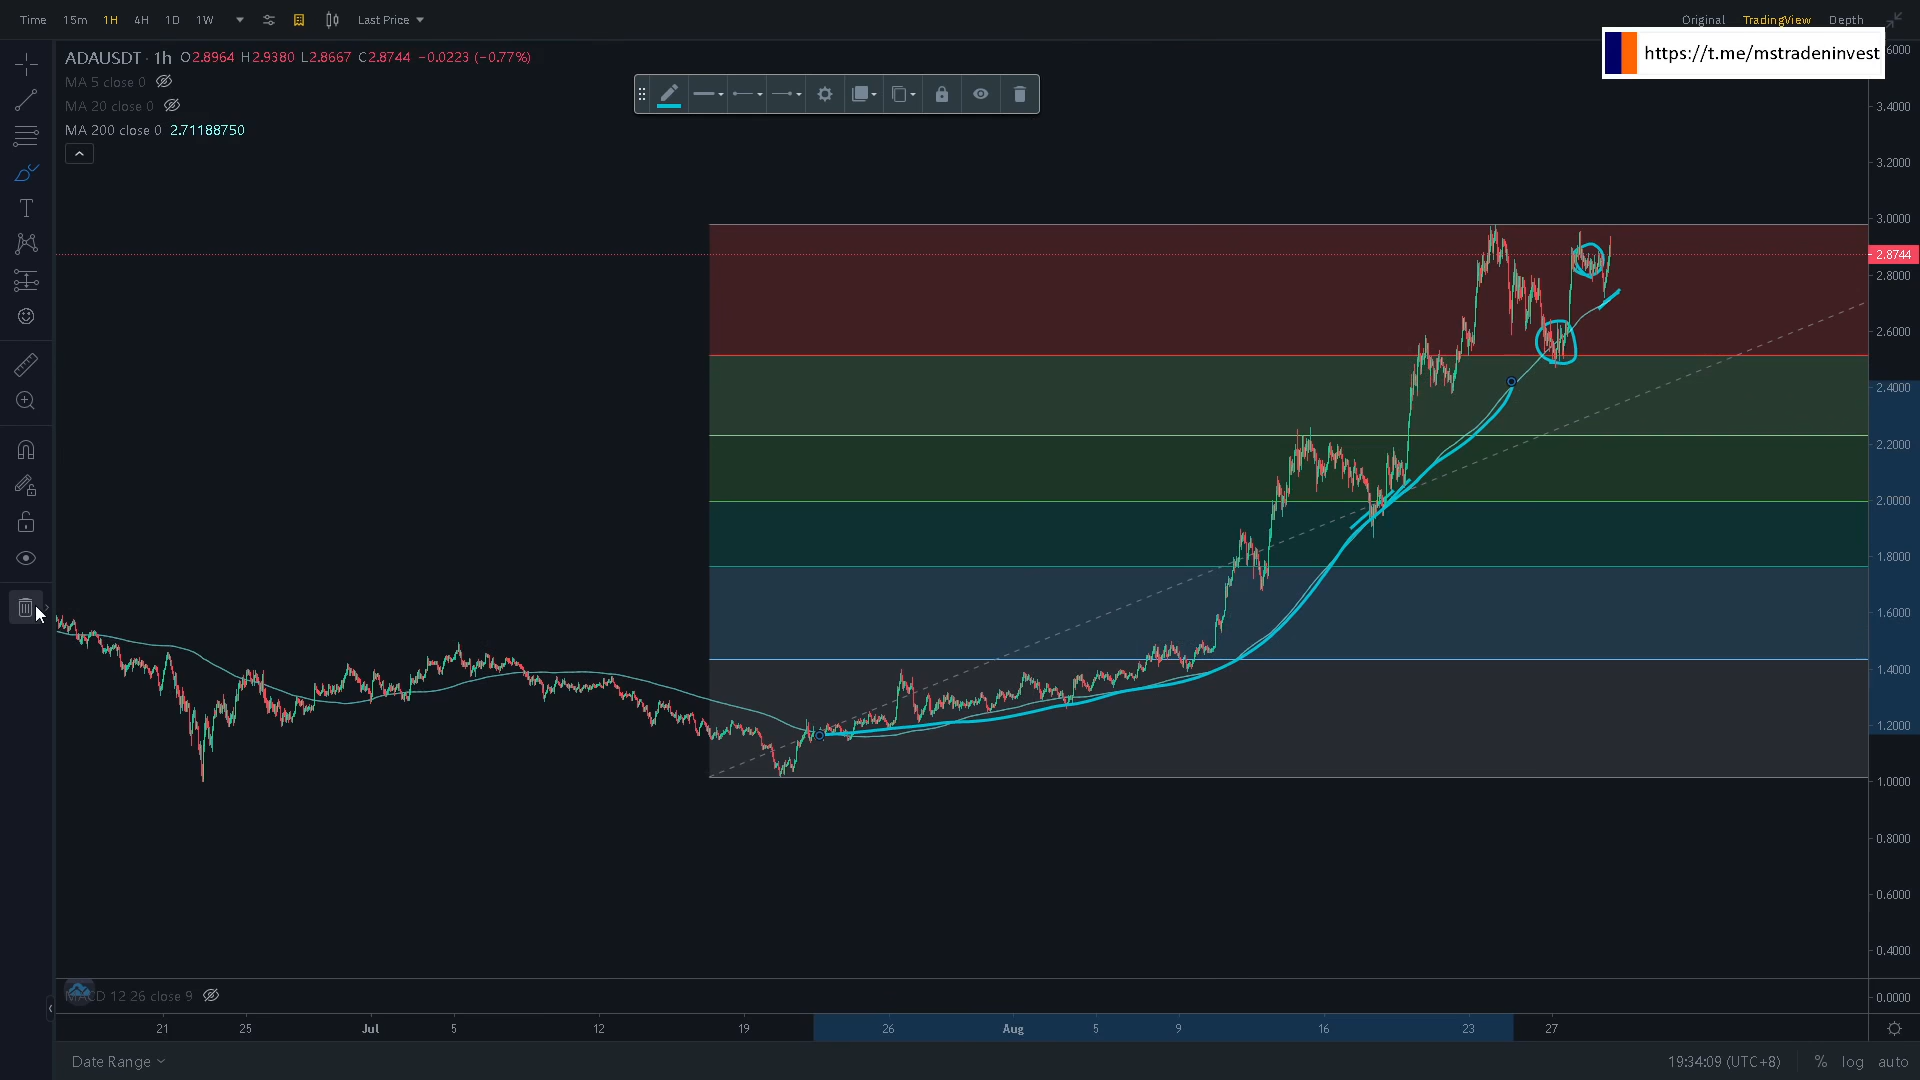 Time 15m 1H 4H 1D 1W Last Price Original TradingView Depth
https://t.me/mstradeninvest
ADAUSDT · 1h O2.8964 H2.9380 L2.8667 C2.8744 −0.0223 (−0.77%)
MA 5 close 0
MA 20 close 0
MA 200 close 0 2.71188750
T
6000
3.4000
3.2000
3.0000
2.8744
2.8000
2.6000
2.4000
2.2000
2.0000
1.8000
1.6000
1.4000
1.2000
1.0000
0.8000
0.6000
0.4000
MACD 12 26 close 9
0.0000
21 25 Jul 5 12 19 26 Aug 5 9 16 23 27
Date Range 19:34:09 (UTC+8) % log auto